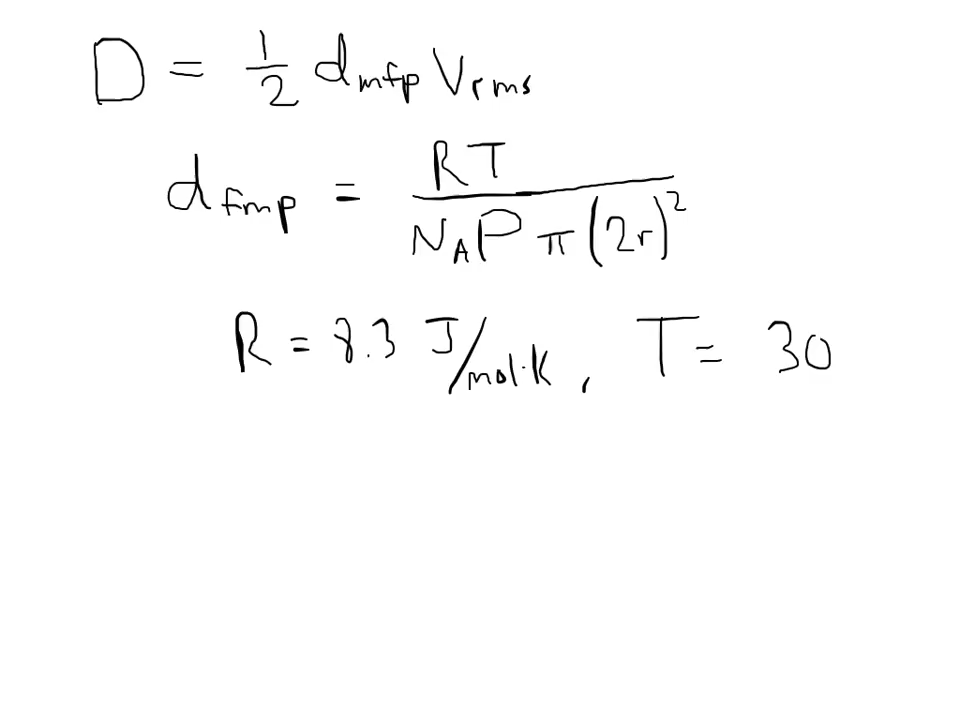 D = 1/2 d_mfp V_rms
d_fmp = RT / N_A P π (2r)^2
R = 8.3 J/mol·K, T = 30